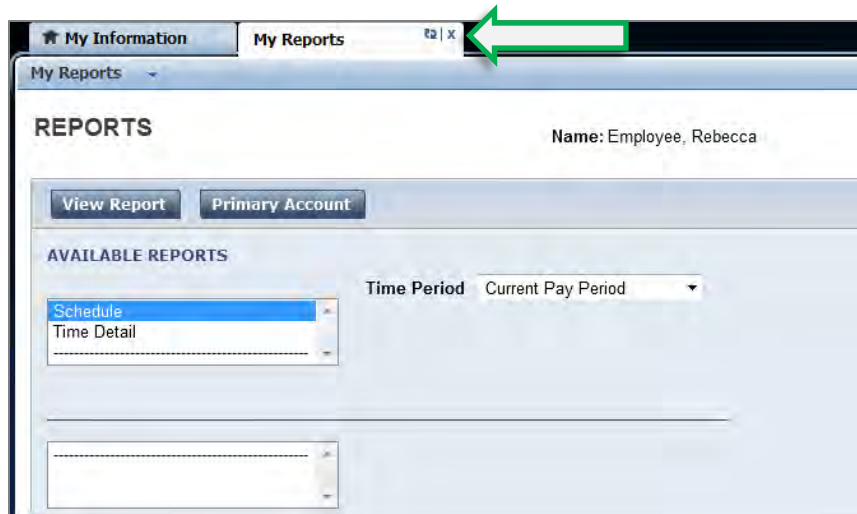 My Information
My Reports
x
My Reports
REPORTS
Name: Employee, Rebecca
View Report
Primary Account
AVAILABLE REPORTS
Time Period Current Pay Period
Schedule
Time Detail
--------------------------------------------------
--------------------------------------------------